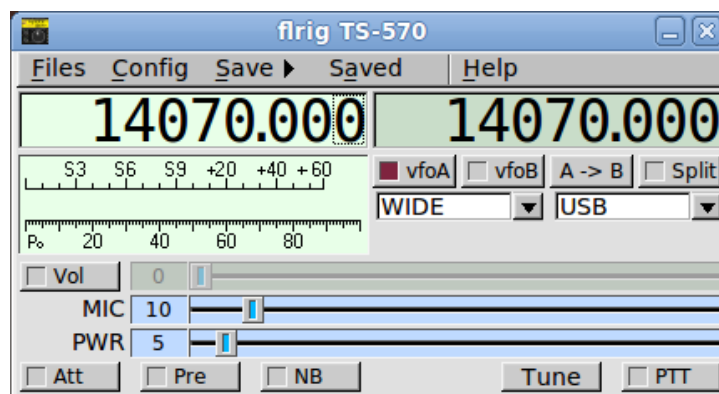 flrig TS-570
Files Config Save Saved Help
14070.000 14070.000
S3 S6 S9 +20 +40 +60
vfoA vfoB A -> B Split
WIDE USB
Po 20 40 60 80
Vol 0
MIC 10
PWR 5
Att Pre NB Tune PTT